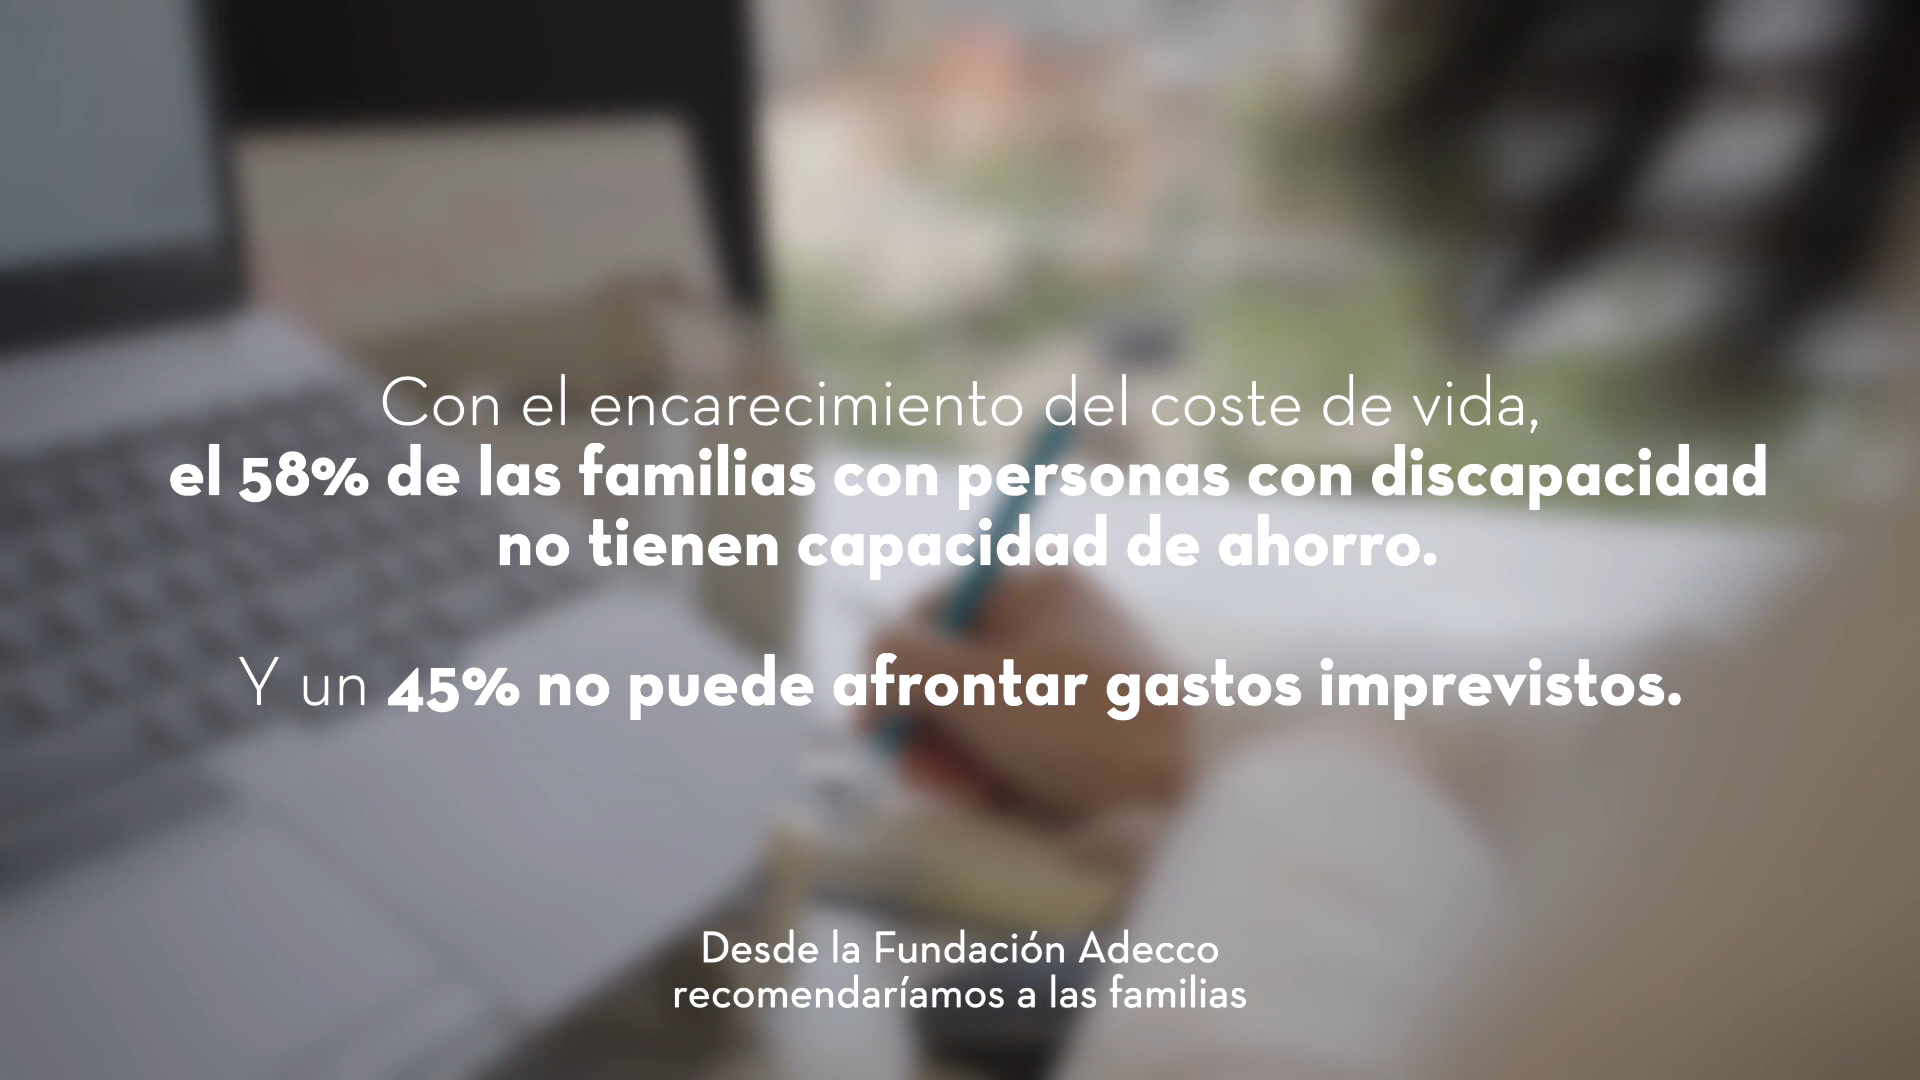 Con el encarecimiento del coste de vida,
el 58% de las familias con personas con discapacidad
no tienen capacidad de ahorro.
Y un 45% no puede afrontar gastos imprevistos.
Desde la Fundación Adecco
recomendaríamos a las familias